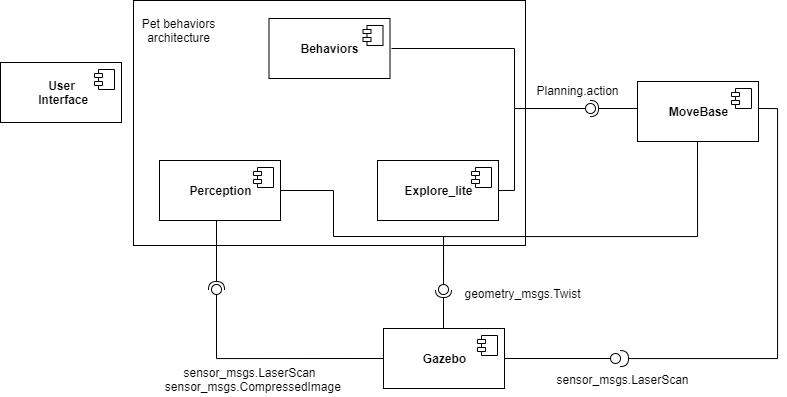 Pet behaviors
architecture
Behaviors
User
Interface
Planning.action
MoveBase
Perception
Explore_lite
geometry_msgs.Twist
Gazebo
sensor_msgs.LaserScan
sensor_msgs.CompressedImage
sensor_msgs.LaserScan